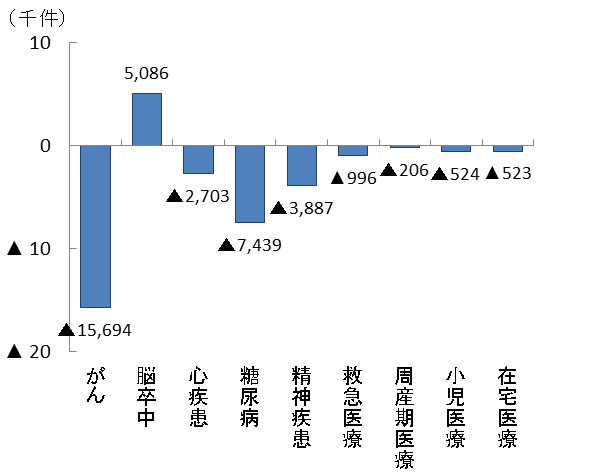 （千件）
10
5,086
0
▲206
▲524
▲523
▲996
▲2,703
▲3,887
▲7,439
▲ 10
▲15,694
▲ 20
がん
脳卒中
心疾患
糖尿病
精神疾患
救急医療
周産期医療
小児医療
在宅医療